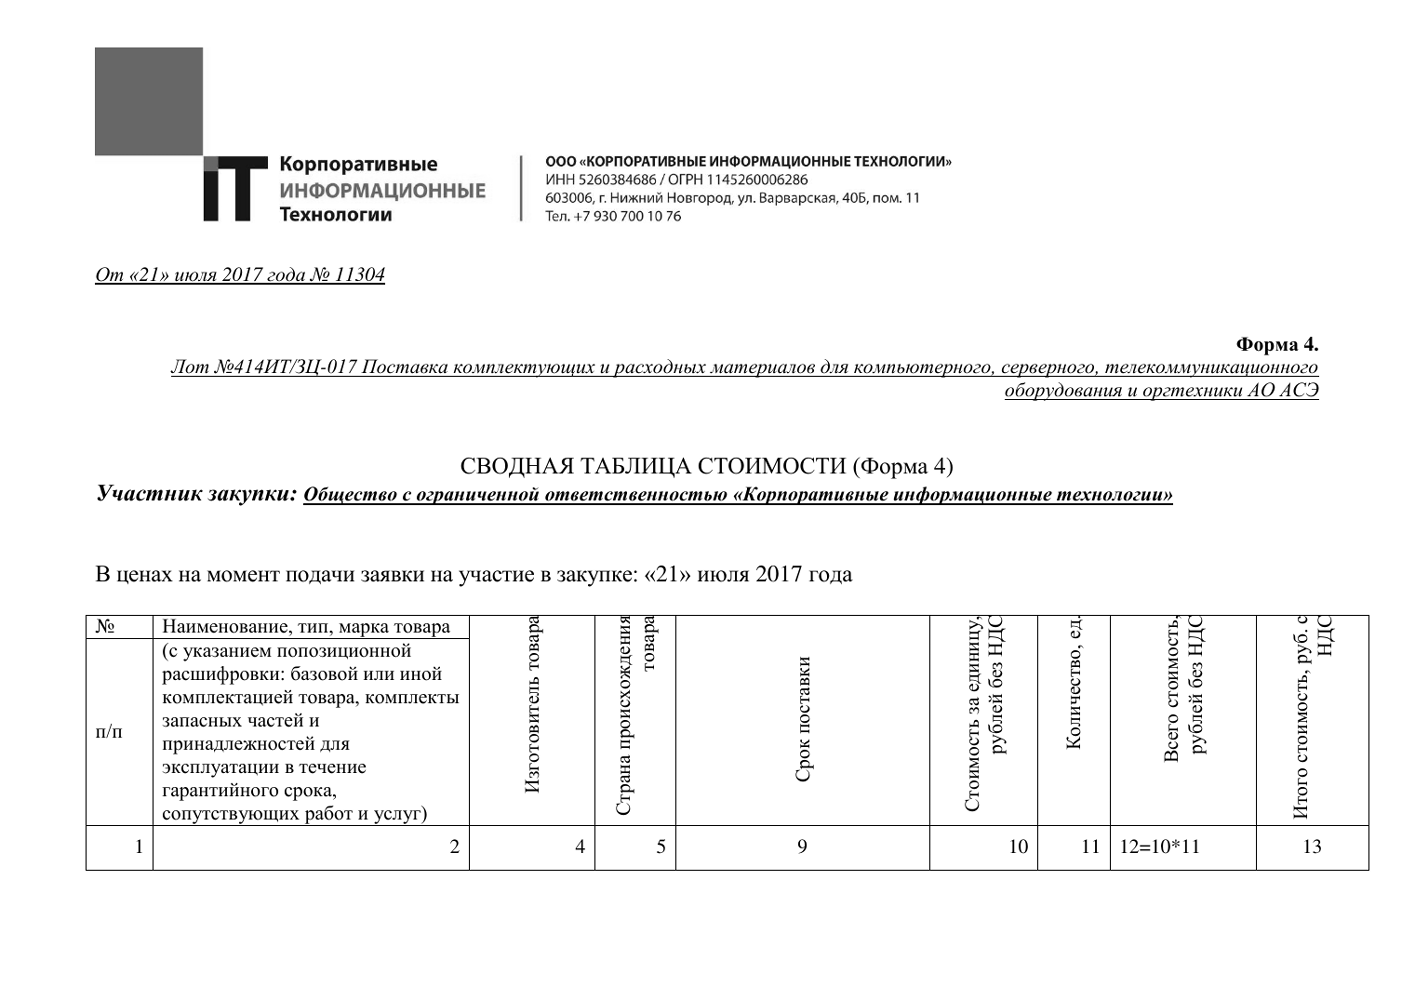 IT
Корпоративные
ИНФОРМАЦИОННЫЕ
Технологии
ООО «КОРПОРАТИВНЫЕ ИНФОРМАЦИОННЫЕ ТЕХНОЛОГИИ»
ИНН 5260384686 / ОГРН 1145260006286
603006, г. Нижний Новгород, ул. Варварская, 40Б, пом. 11
Тел. +7 930 700 10 76
От «21» июля 2017 года № 11304
Форма 4.
Лот №414ИТ/ЗЦ-017 Поставка комплектующих и расходных материалов для компьютерного, серверного, телекоммуникационного
оборудования и оргтехники АО АСЭ
СВОДНАЯ ТАБЛИЦА СТОИМОСТИ (Форма 4)
Участник закупки: Общество с ограниченной ответственностью «Корпоративные информационные технологии»
В ценах на момент подачи заявки на участие в закупке: «21» июля 2017 года
№
п/п
Наименование, тип, марка товара
(с указанием попозиционной
расшифровки: базовой или иной
комплектацией товара, комплекты
запасных частей и
принадлежностей для
эксплуатации в течение
гарантийного срока,
сопутствующих работ и услуг)
Изготовитель товара
Страна происхождения
товара
Срок поставки
Стоимость за единицу,
рублей без НДС
Количество, ед.
Всего стоимость,
рублей без НДС
Итого стоимость, руб. с
НДС
1 2 4 5 9 10 11 12=10*11 13